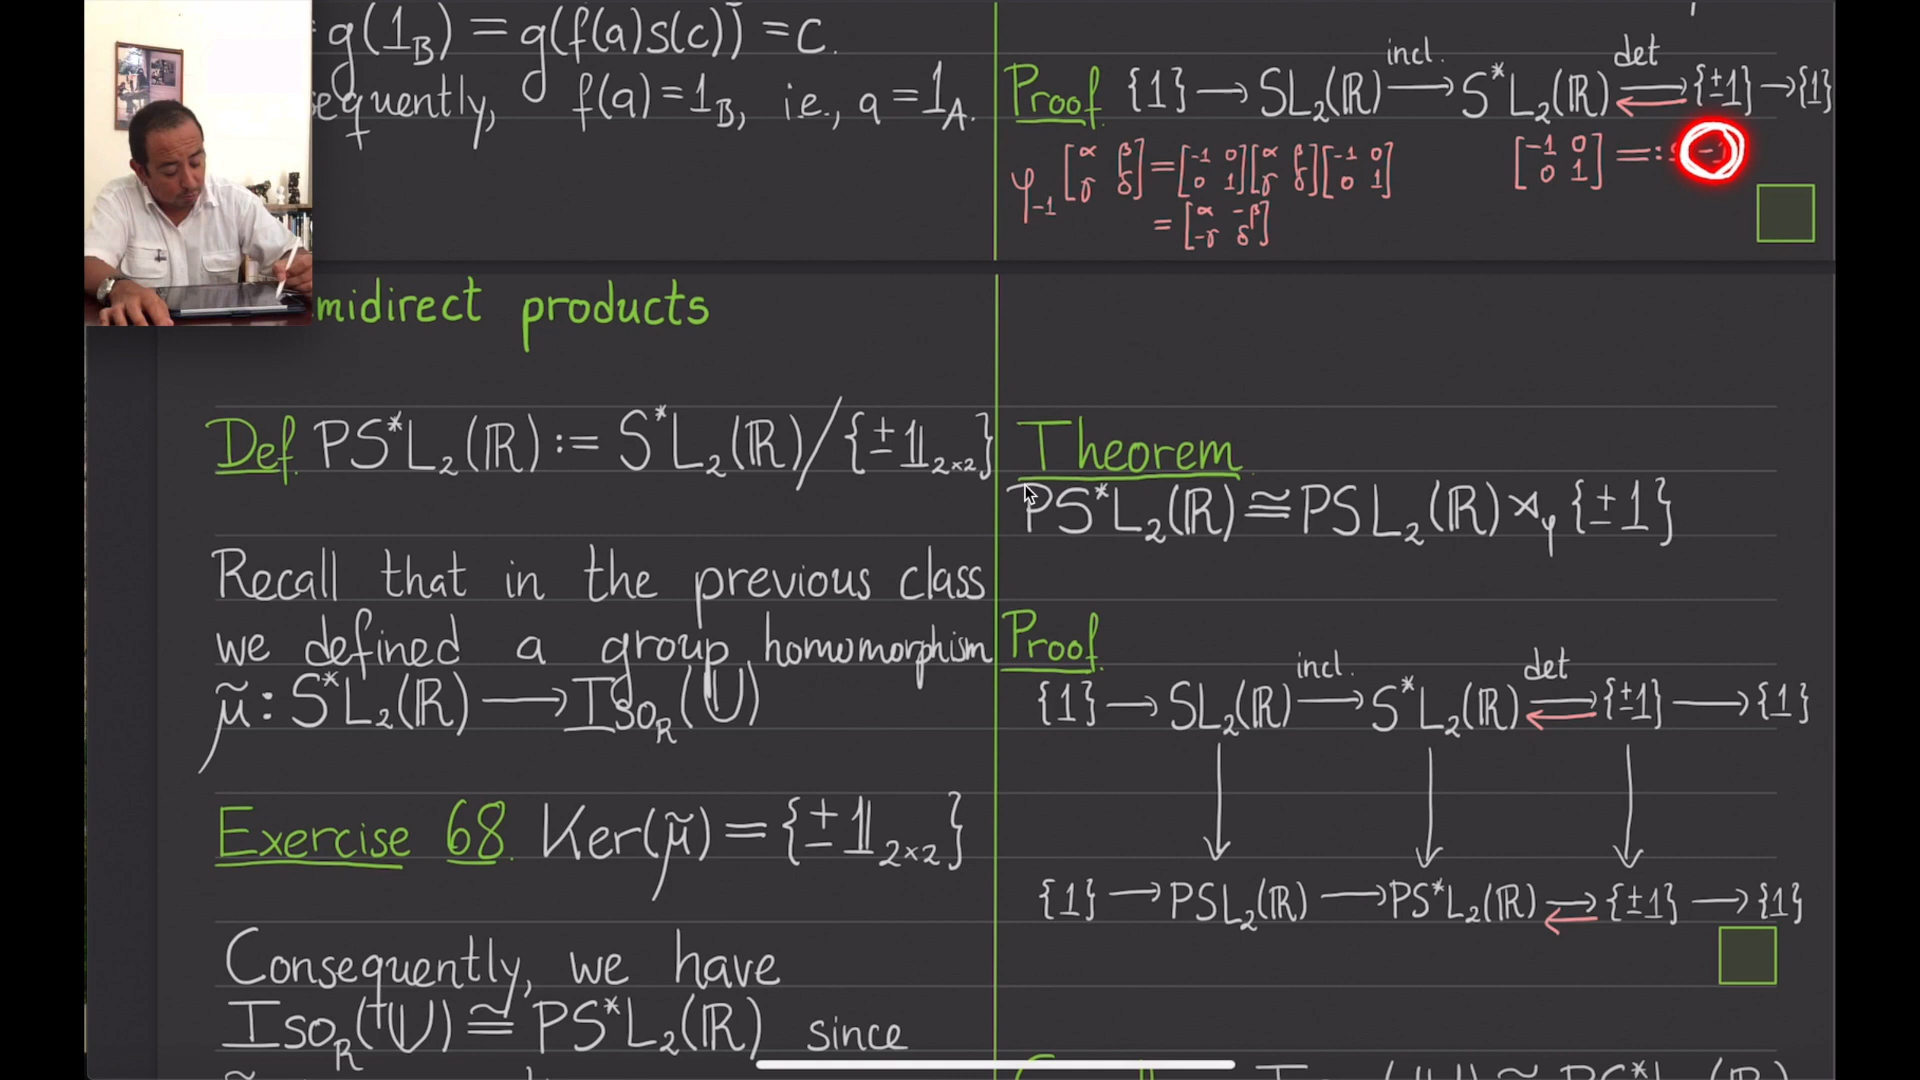 g(1_B) = g(f(a)s(c)) = c.
sequently, f(a) = 1_B, i.e., a = 1_A.
incl. det
Proof {1} → SL₂(ℝ) → S*L₂(ℝ) ⇄ {±1} → {1}
φ₋₁ [α β; γ δ] = [-1 0; 0 1] [α β; γ δ] [-1 0; 0 1]
= [α -β; -γ δ]
[-1 0; 0 1] =:
midirect products
Def. PS*L₂(ℝ) := S*L₂(ℝ)/{±𝟙₂ₓ₂}
Recall that in the previous class
we defined a group homomorphism
μ̃ : S*L₂(ℝ) ⟶ Iso_R(𝕌)
Exercise 68. Ker(μ̃) = {±𝟙₂ₓ₂}
Consequently, we have
Iso_R(⁺𝕌) ≅ PS*L₂(ℝ) since
Theorem
PS*L₂(ℝ) ≅ PSL₂(ℝ) ⋊_φ {±1}
Proof
incl. det
{1} → SL₂(ℝ) → S*L₂(ℝ) ⇄ {±1} → {1}
{1} → PSL₂(ℝ) → PS*L₂(ℝ) ⇄ {±1} → {1}